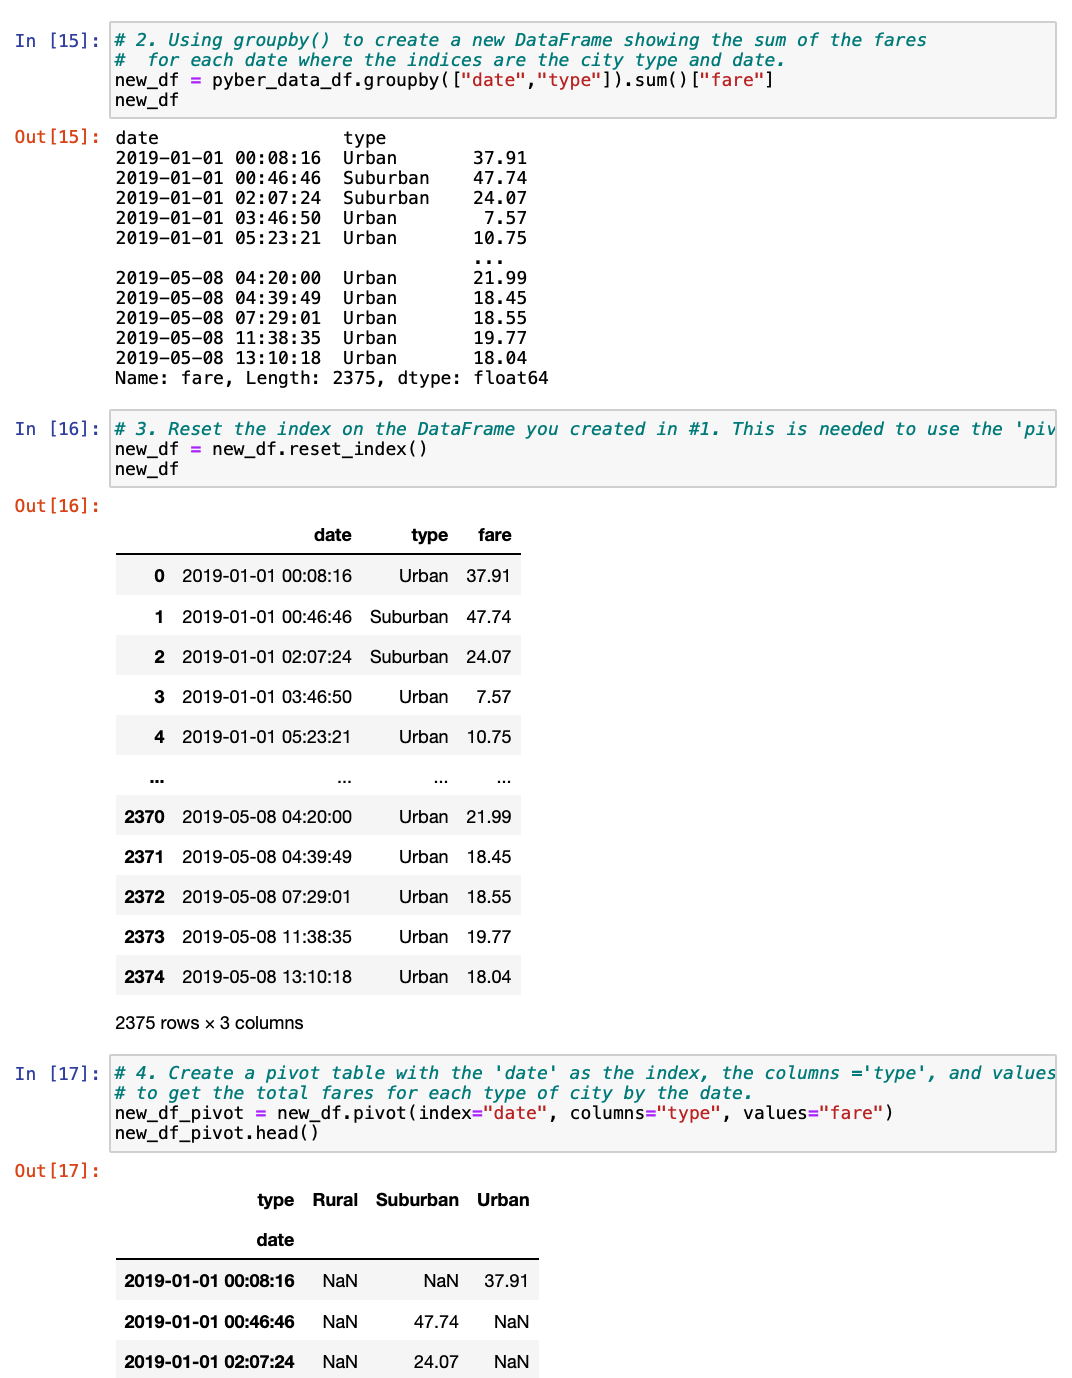 In [15]: # 2. Using groupby() to create a new DataFrame showing the sum of the fares
#  for each date where the indices are the city type and date.
new_df = pyber_data_df.groupby(["date","type"]).sum()["fare"]
new_df
Out[15]: date type
2019-01-01 00:08:16 Urban 37.91
2019-01-01 00:46:46 Suburban 47.74
2019-01-01 02:07:24 Suburban 24.07
2019-01-01 03:46:50 Urban 7.57
2019-01-01 05:23:21 Urban 10.75
...
2019-05-08 04:20:00 Urban 21.99
2019-05-08 04:39:49 Urban 18.45
2019-05-08 07:29:01 Urban 18.55
2019-05-08 11:38:35 Urban 19.77
2019-05-08 13:10:18 Urban 18.04
Name: fare, Length: 2375, dtype: float64
In [16]: # 3. Reset the index on the DataFrame you created in #1. This is needed to use the 'piv
new_df = new_df.reset_index()
new_df
Out[16]:
date type fare
0 2019-01-01 00:08:16 Urban 37.91
1 2019-01-01 00:46:46 Suburban 47.74
2 2019-01-01 02:07:24 Suburban 24.07
3 2019-01-01 03:46:50 Urban 7.57
4 2019-01-01 05:23:21 Urban 10.75
... ... ... ...
2370 2019-05-08 04:20:00 Urban 21.99
2371 2019-05-08 04:39:49 Urban 18.45
2372 2019-05-08 07:29:01 Urban 18.55
2373 2019-05-08 11:38:35 Urban 19.77
2374 2019-05-08 13:10:18 Urban 18.04
2375 rows × 3 columns
In [17]: # 4. Create a pivot table with the 'date' as the index, the columns ='type', and values
# to get the total fares for each type of city by the date.
new_df_pivot = new_df.pivot(index="date", columns="type", values="fare")
new_df_pivot.head()
Out[17]:
type Rural Suburban Urban
date
2019-01-01 00:08:16 NaN NaN 37.91
2019-01-01 00:46:46 NaN 47.74 NaN
2019-01-01 02:07:24 NaN 24.07 NaN